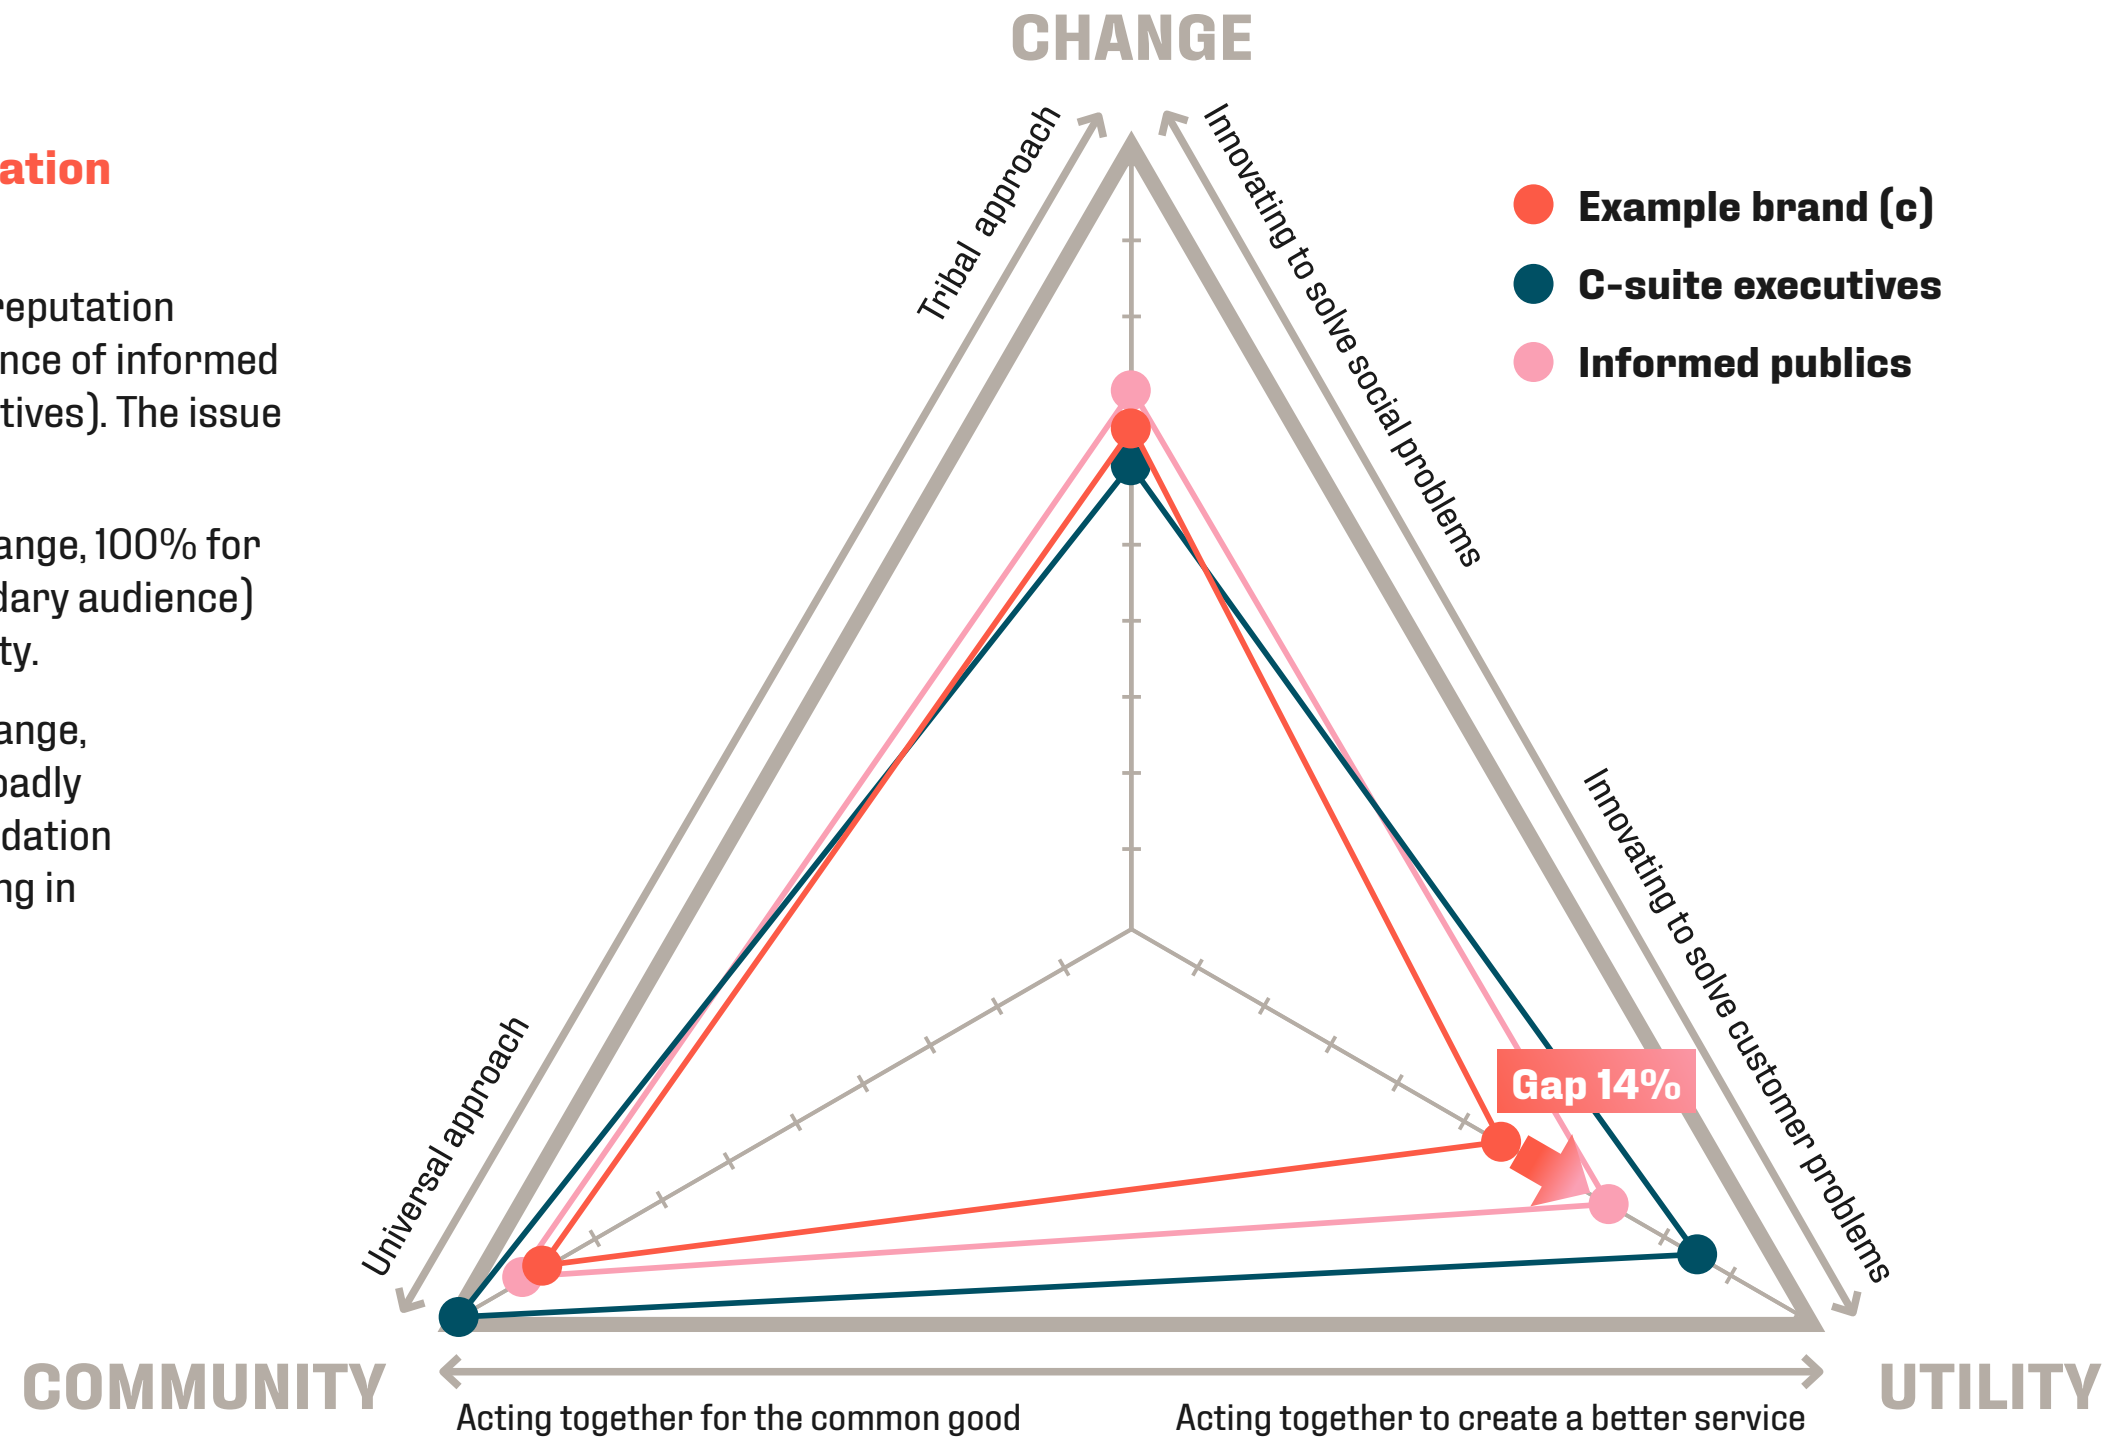 CHANGE
ation
reputation
nce of informed
tives). The issue
ange, 100% for
dary audience)
ty.
ange,
oadly
dation
ng in
Tribal approach
Universal approach
Innovating to solve social problems
Innovating to solve customer problems
Example brand (c)
C-suite executives
Informed publics
Gap 14%
COMMUNITY
UTILITY
Acting together for the common good
Acting together to create a better service